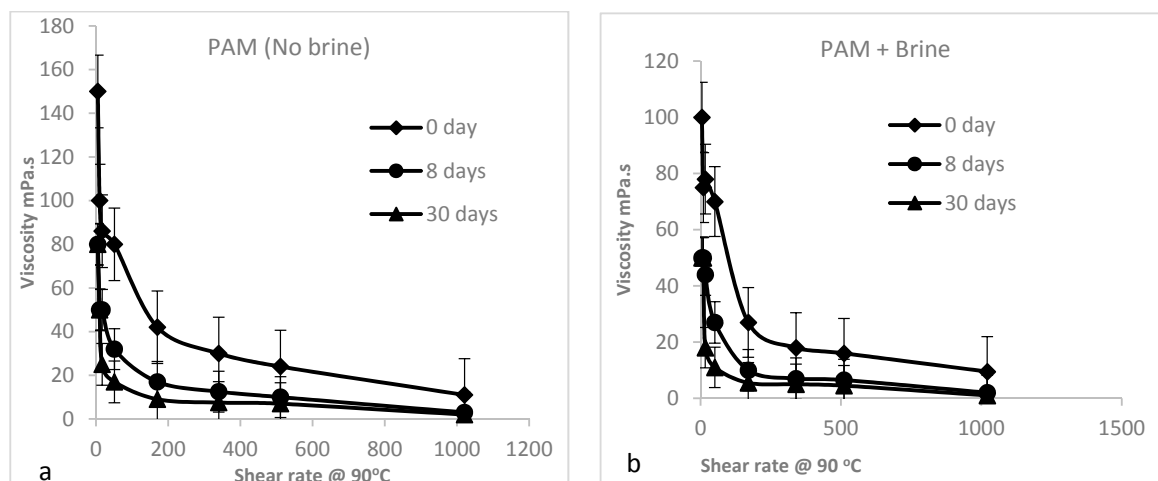 PAM (No brine)
180
160
140
120
100
80
60
40
20
0
Viscosity mPa.s
0 day
8 days
30 days
0 200 400 600 800 1000 1200
a
Shear rate @ 90°C
PAM + Brine
120
100
80
60
40
20
0
Viscosity mPa.s
0 day
8 days
30 days
0 500 1000 1500
b
Shear rate @ 90 °C